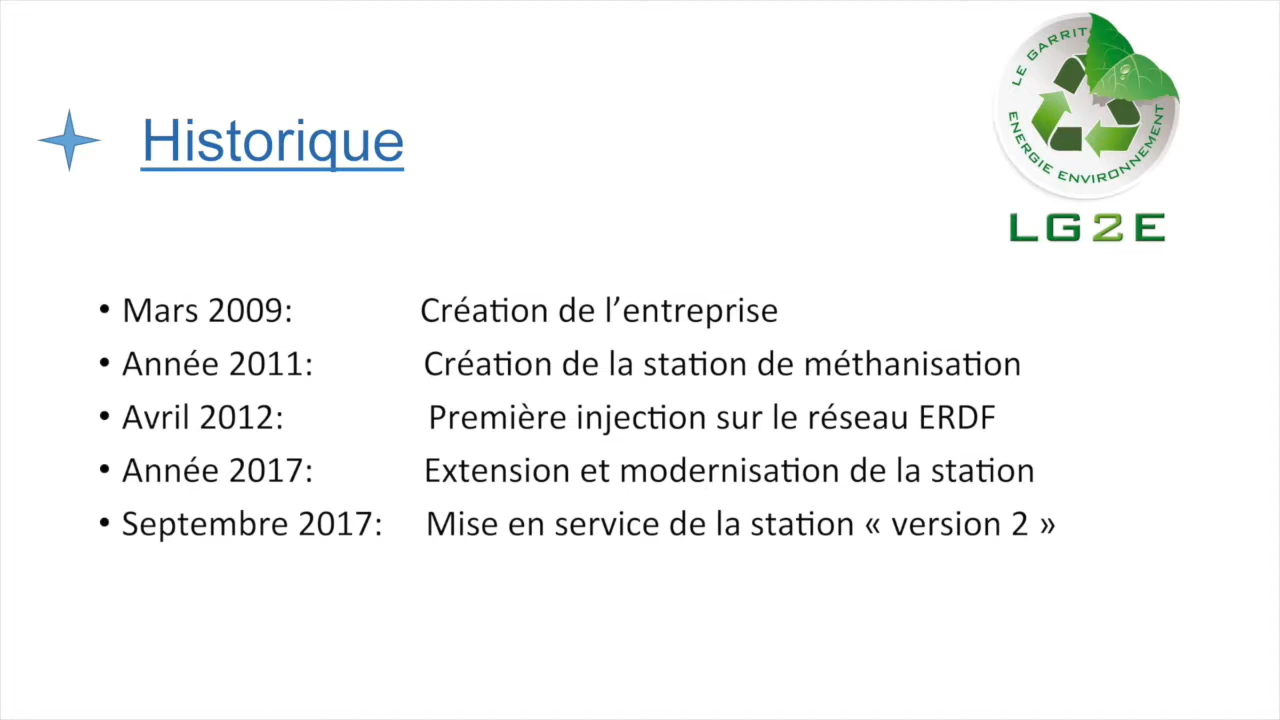 Historique
LE GARRIT
ENERGIE ENVIRONNEMENT
LG2E
• Mars 2009: Création de l’entreprise
• Année 2011: Création de la station de méthanisation
• Avril 2012: Première injection sur le réseau ERDF
• Année 2017: Extension et modernisation de la station
• Septembre 2017: Mise en service de la station « version 2 »